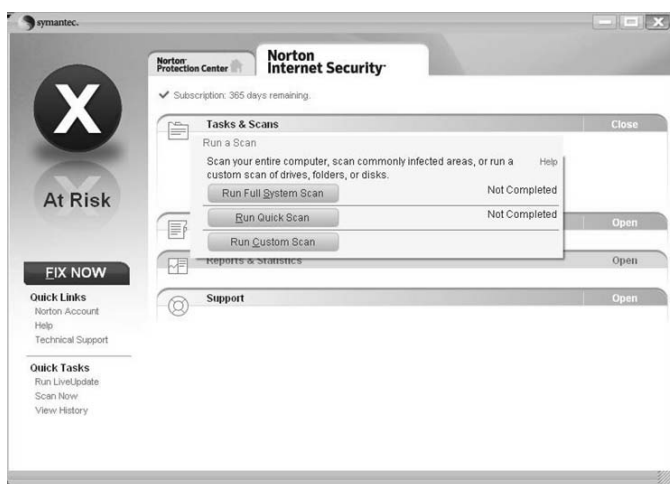 symantec.
Norton
Protection Center
Norton
Internet Security
Subscription: 365 days remaining.
Tasks & Scans
Close
Run a Scan
Scan your entire computer, scan commonly infected areas, or run a
custom scan of drives, folders, or disks.
Help
Run Full System Scan
Not Completed
Run Quick Scan
Not Completed
Run Custom Scan
Open
Reports & Statistics
Open
Support
Open
X
At Risk
FIX NOW
Quick Links
Norton Account
Help
Technical Support
Quick Tasks
Run LiveUpdate
Scan Now
View History